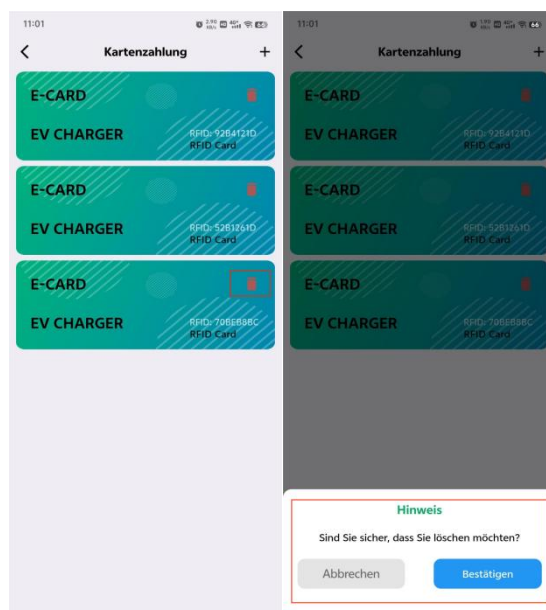 11:01
Kartenzahlung
E-CARD
EV CHARGER
RFID: 92B4121D
RFID Card
E-CARD
EV CHARGER
RFID: 52B1261D
RFID Card
E-CARD
EV CHARGER
RFID: 70BEB8BC
RFID Card
11:01
Kartenzahlung
E-CARD
EV CHARGER
RFID: 92B4121D
RFID Card
E-CARD
EV CHARGER
RFID: 52B1261D
RFID Card
E-CARD
EV CHARGER
RFID: 70BEB8BC
RFID Card
Hinweis
Sind Sie sicher, dass Sie löschen möchten?
Abbrechen
Bestätigen